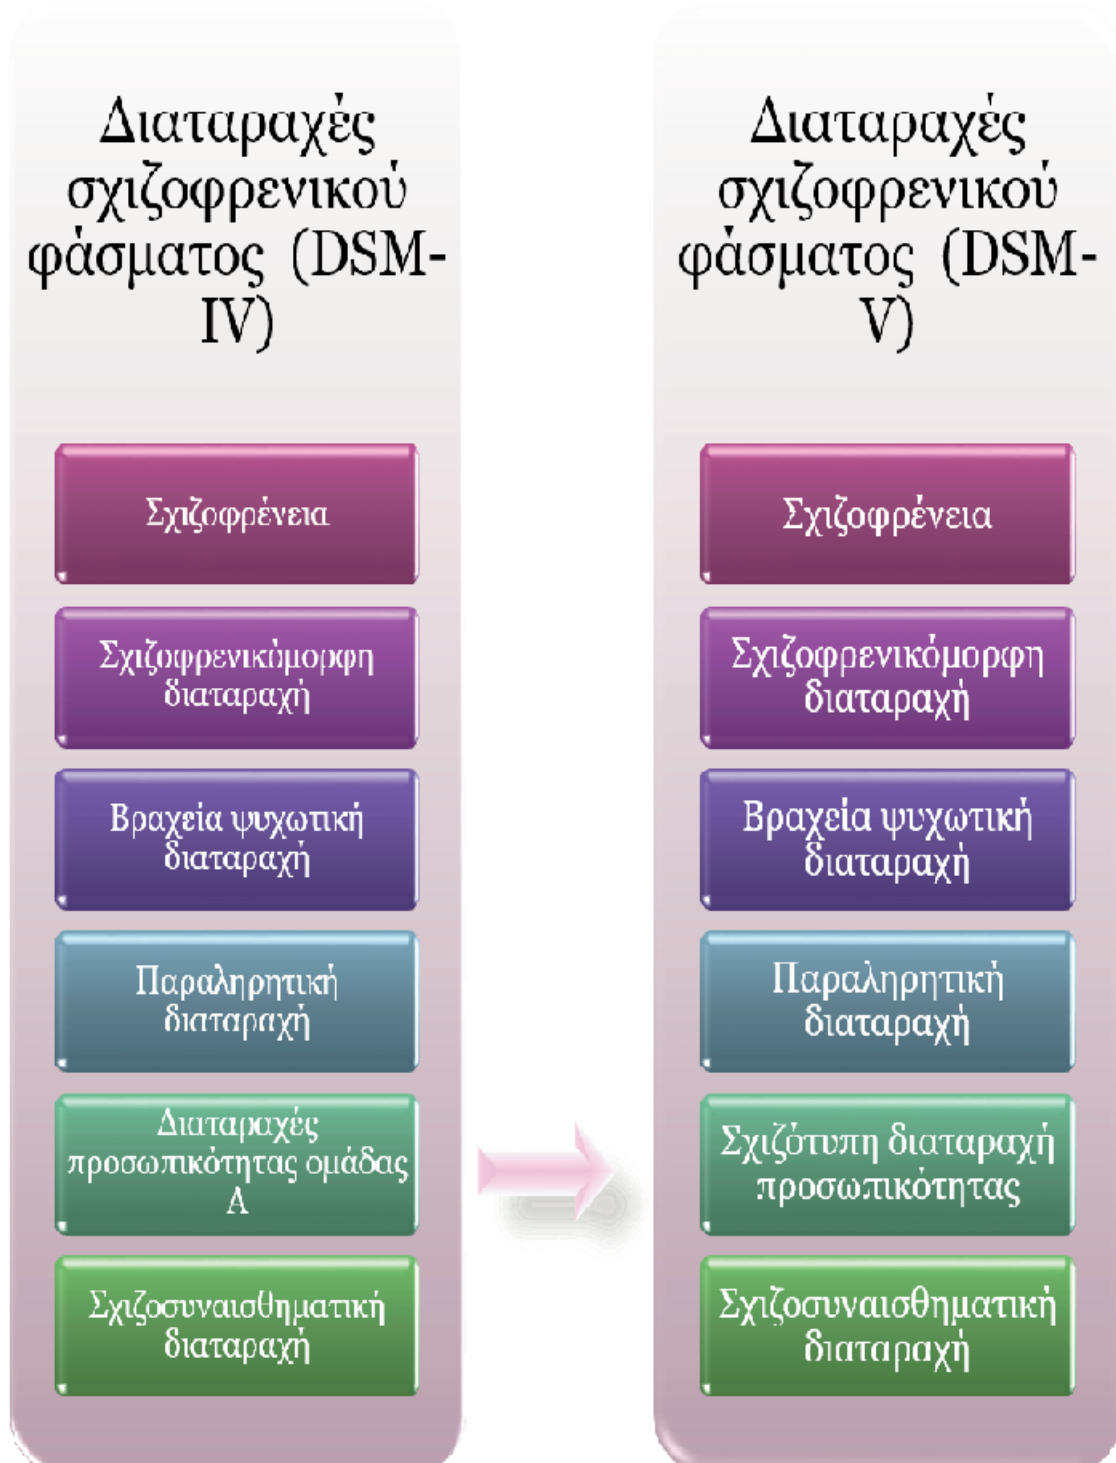 Διαταραχές
σχιζοφρενικού
φάσματος (DSM-
IV)
Σχιζοφρένεια
Σχιζοφρενικόμορφη
διαταραχή
Βραχεία ψυχωτική
διαταραχή
Παραληρητική
διαταραχή
Διαταραχές
προσωπικότητας ομάδας
Α
Σχιζοσυναισθηματική
διαταραχή
Διαταραχές
σχιζοφρενικού
φάσματος (DSM-
V)
Σχιζοφρένεια
Σχιζοφρενικόμορφη
διαταραχή
Βραχεία ψυχωτική
διαταραχή
Παραληρητική
διαταραχή
Σχιζότυπη διαταραχή
προσωπικότητας
Σχιζοσυναισθηματική
διαταραχή